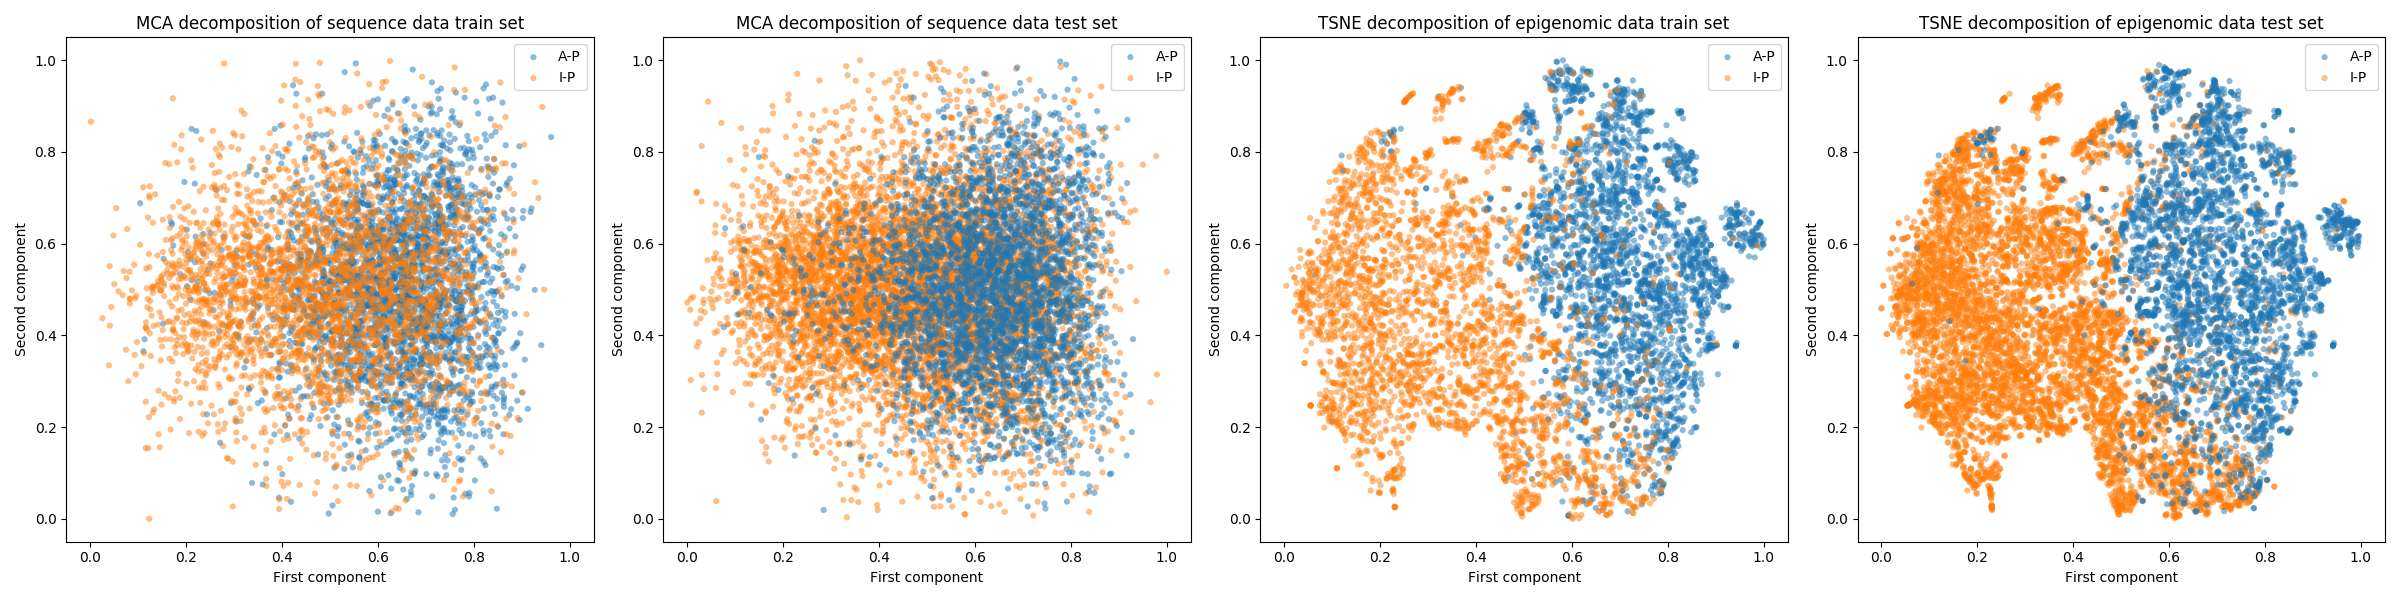 MCA decomposition of sequence data train set
A-P
I-P
1.0
0.8
0.6
0.4
0.2
0.0
Second component
0.0 0.2 0.4 0.6 0.8 1.0
First component
MCA decomposition of sequence data test set
A-P
I-P
1.0
0.8
0.6
0.4
0.2
0.0
Second component
0.0 0.2 0.4 0.6 0.8 1.0
First component
TSNE decomposition of epigenomic data train set
A-P
I-P
1.0
0.8
0.6
0.4
0.2
0.0
Second component
0.0 0.2 0.4 0.6 0.8 1.0
First component
TSNE decomposition of epigenomic data test set
A-P
I-P
1.0
0.8
0.6
0.4
0.2
0.0
Second component
0.0 0.2 0.4 0.6 0.8 1.0
First component